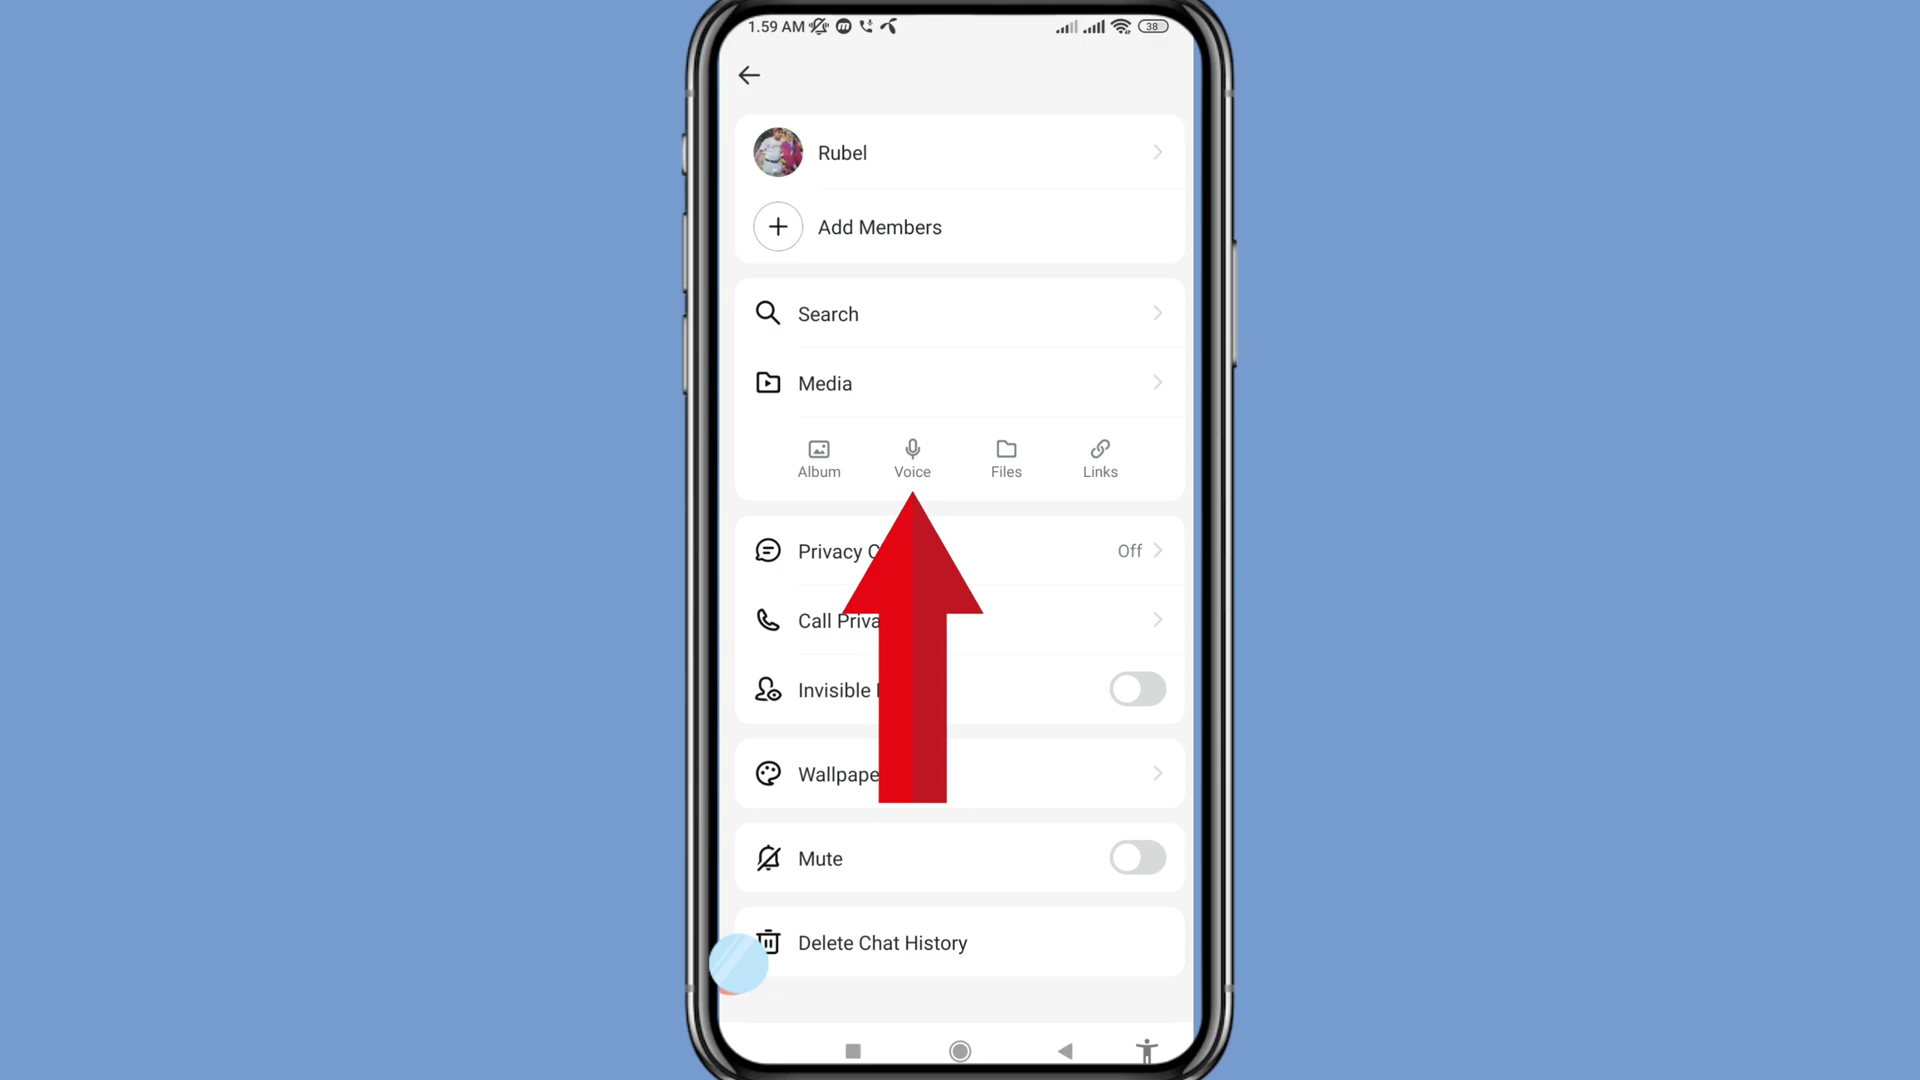 1.59 AM
38
Rubel
Add Members
Search
Media
Album Voice Files Links
Privacy C
Off
Call Priva
Invisible
Wallpape
Mute
Delete Chat History